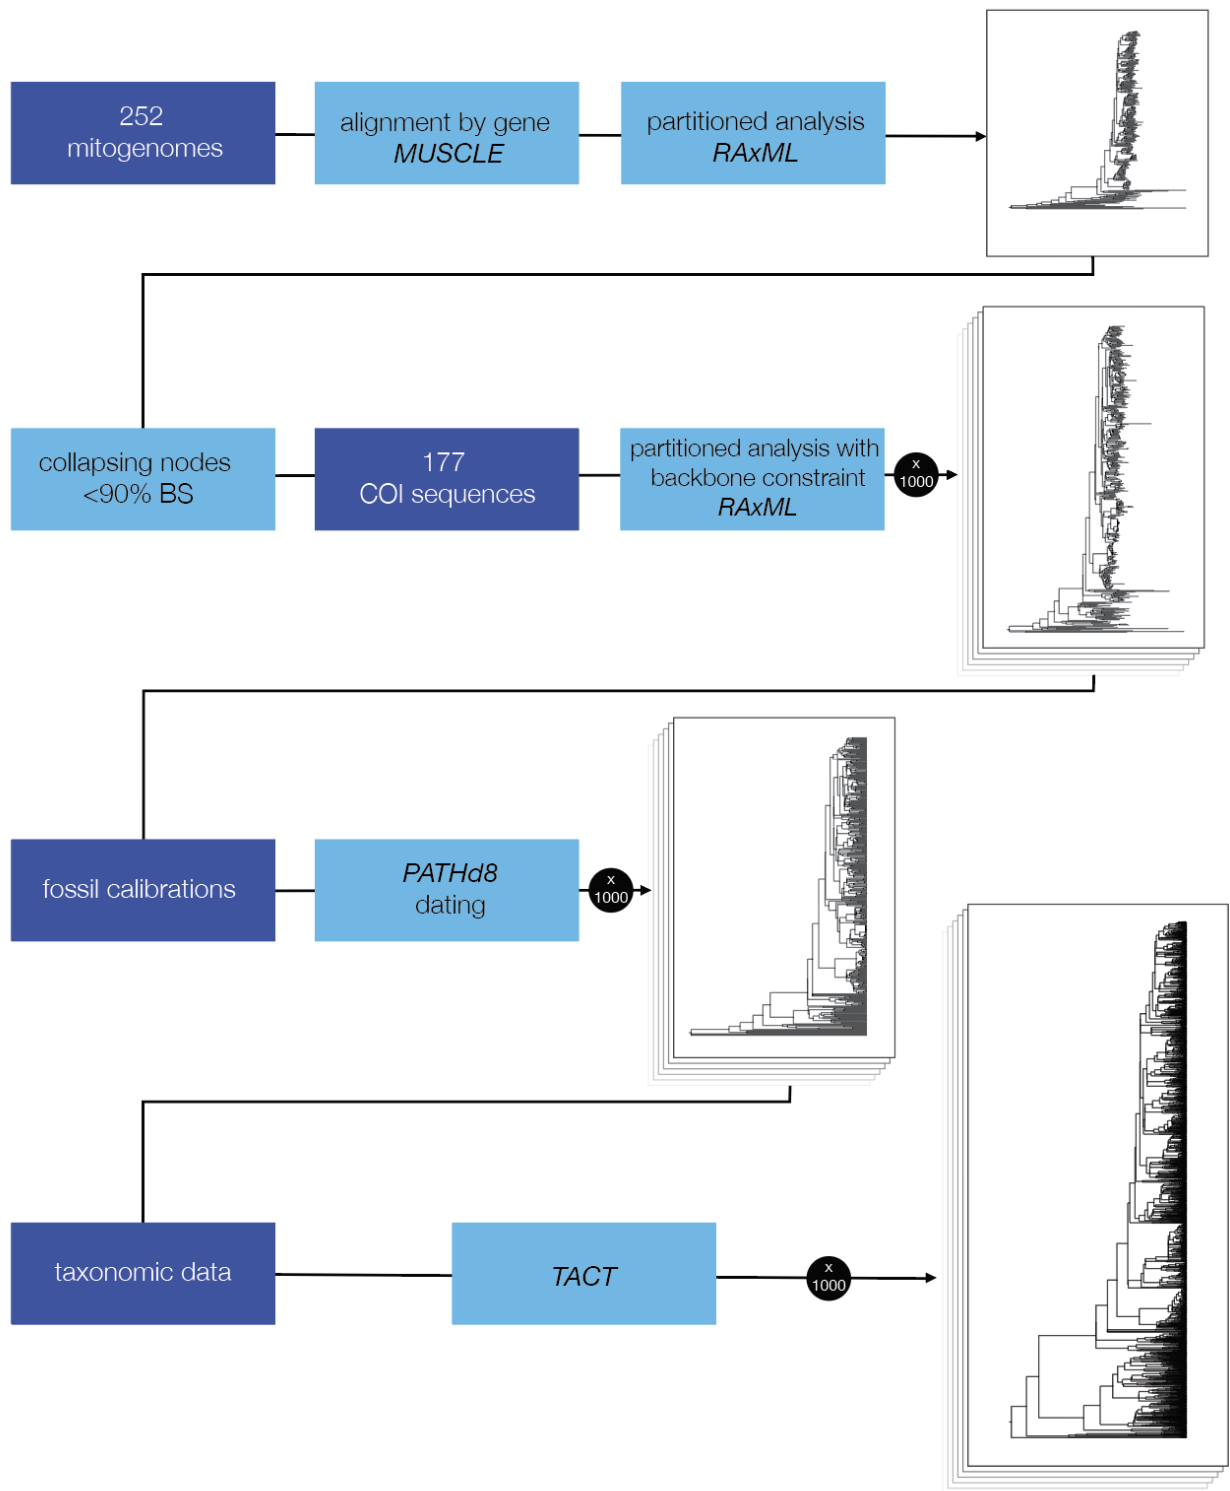 252
mitogenomes
alignment by gene
MUSCLE
partitioned analysis
RAxML
collapsing nodes
<90% BS
177
COI sequences
partitioned analysis with
backbone constraint
RAxML
x
1000
fossil calibrations
PATHd8
dating
x
1000
taxonomic data
TACT
x
1000